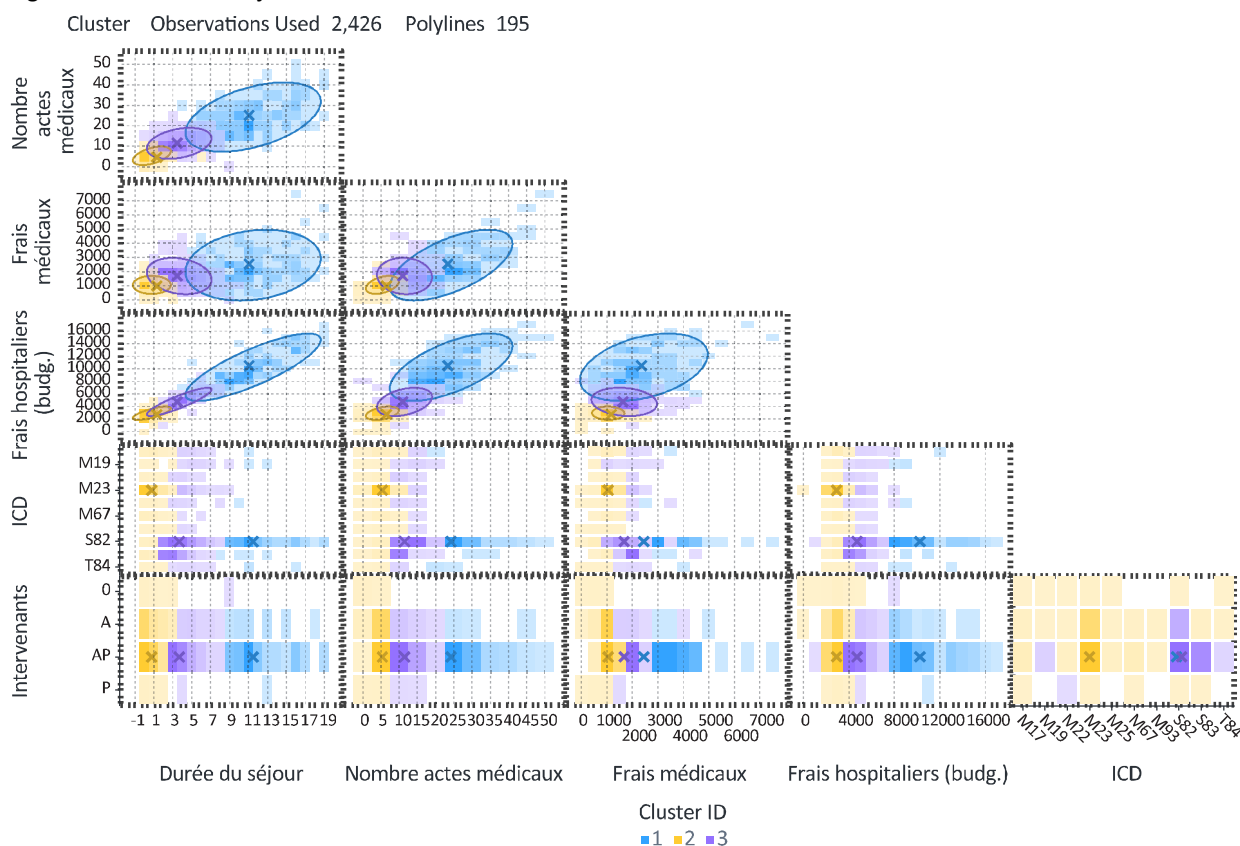 Cluster Observations Used 2,426 Polylines 195
Nombre actes médicaux
50
40
30
20
10
0
Frais médicaux
7000
6000
5000
4000
3000
2000
1000
0
Frais hospitaliers (budg.)
16000
14000
12000
10000
8000
6000
4000
2000
0
ICD
M19
M23
M67
S82
T84
Intervenants
0
A
AP
P
-1 1 3 5 7 9 11 13 15 17 19
0 5 10 15 20 25 30 35 40 45 50
0 1000 3000 5000 7000
2000 4000 6000
0 4000 8000 12000 16000
M17 M19 M22 M23 M25 M67 M93 S82 S83 T84
Durée du séjour
Nombre actes médicaux
Frais médicaux
Frais hospitaliers (budg.)
ICD
Cluster ID
1 2 3